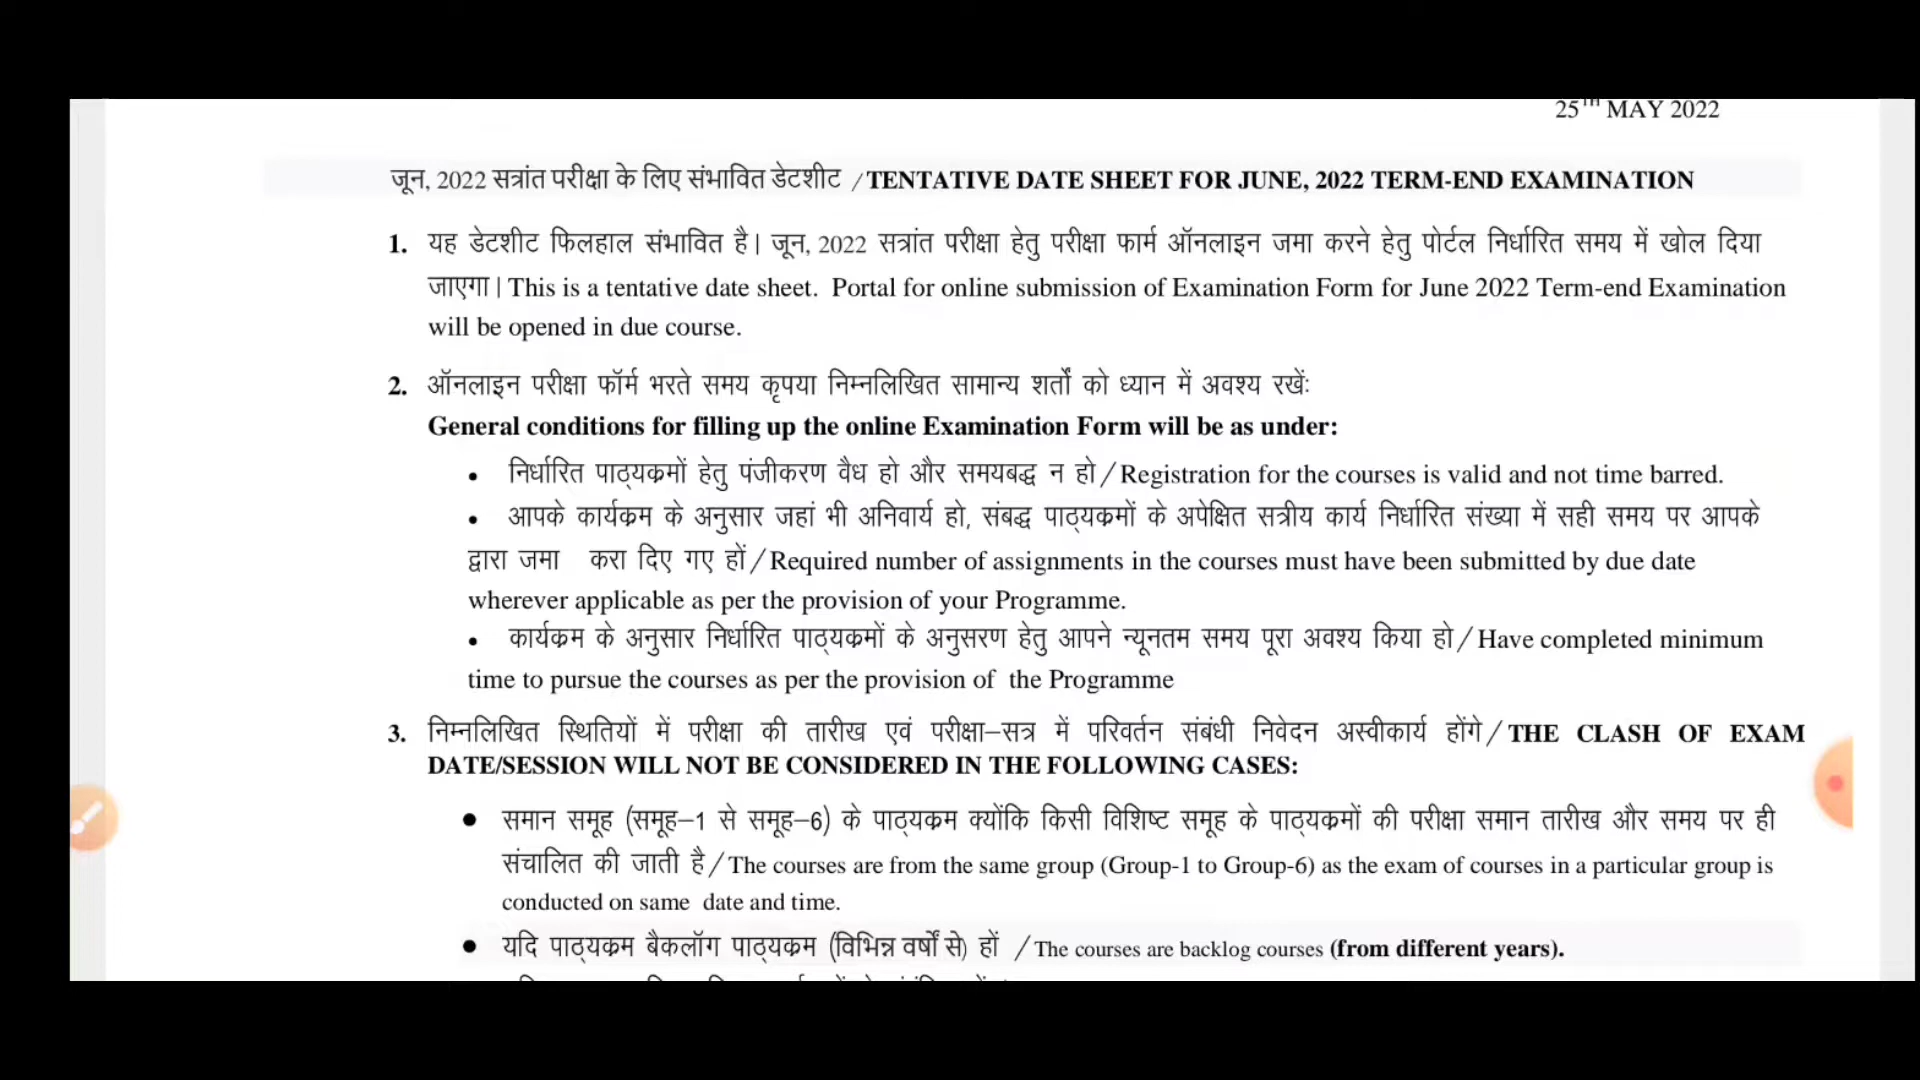 25TH MAY 2022
जून, 2022 सत्रांत परीक्षा के लिए संभावित डेटशीट / TENTATIVE DATE SHEET FOR JUNE, 2022 TERM-END EXAMINATION
1. यह डेटशीट फिलहाल संभावित है। जून, 2022 सत्रांत परीक्षा हेतु परीक्षा फार्म ऑनलाइन जमा करने हेतु पोर्टल निर्धारित समय में खोल दिया
जाएगा। This is a tentative date sheet. Portal for online submission of Examination Form for June 2022 Term-end Examination
will be opened in due course.
2. ऑनलाइन परीक्षा फॉर्म भरते समय कृपया निम्नलिखित सामान्य शर्तों को ध्यान में अवश्य रखें:
General conditions for filling up the online Examination Form will be as under:
• निर्धारित पाठ्यक्रमों हेतु पंजीकरण वैध हो और समयबद्ध न हो / Registration for the courses is valid and not time barred.
• आपके कार्यक्रम के अनुसार जहां भी अनिवार्य हो, संबद्ध पाठ्यक्रमों के अपेक्षित सत्रीय कार्य निर्धारित संख्या में सही समय पर आपके
द्वारा जमा करा दिए गए हों / Required number of assignments in the courses must have been submitted by due date
wherever applicable as per the provision of your Programme.
• कार्यक्रम के अनुसार निर्धारित पाठ्यक्रमों के अनुसरण हेतु आपने न्यूनतम समय पूरा अवश्य किया हो / Have completed minimum
time to pursue the courses as per the provision of the Programme
3. निम्नलिखित स्थितियों में परीक्षा की तारीख एवं परीक्षा–सत्र में परिवर्तन संबंधी निवेदन अस्वीकार्य होंगे / THE CLASH OF EXAM
DATE/SESSION WILL NOT BE CONSIDERED IN THE FOLLOWING CASES:
• समान समूह (समूह–1 से समूह–6) के पाठ्यक्रम क्योंकि किसी विशिष्ट समूह के पाठ्यक्रमों की परीक्षा समान तारीख और समय पर ही
संचालित की जाती है / The courses are from the same group (Group-1 to Group-6) as the exam of courses in a particular group is
conducted on same date and time.
• यदि पाठ्यक्रम बैकलॉग पाठ्यक्रम (विभिन्न वर्षों से) हों / The courses are backlog courses (from different years).